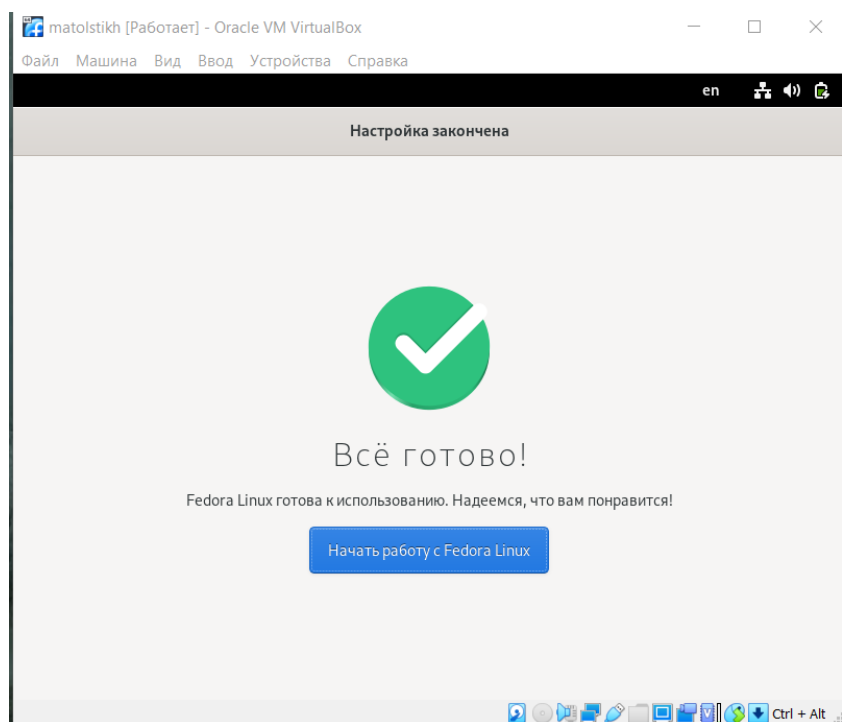 matolstikh [Работает] - Oracle VM VirtualBox
Файл Машина Вид Ввод Устройства Справка
en
Настройка закончена
Всё готово!
Fedora Linux готова к использованию. Надеемся, что вам понравится!
Начать работу с Fedora Linux
Ctrl + Alt